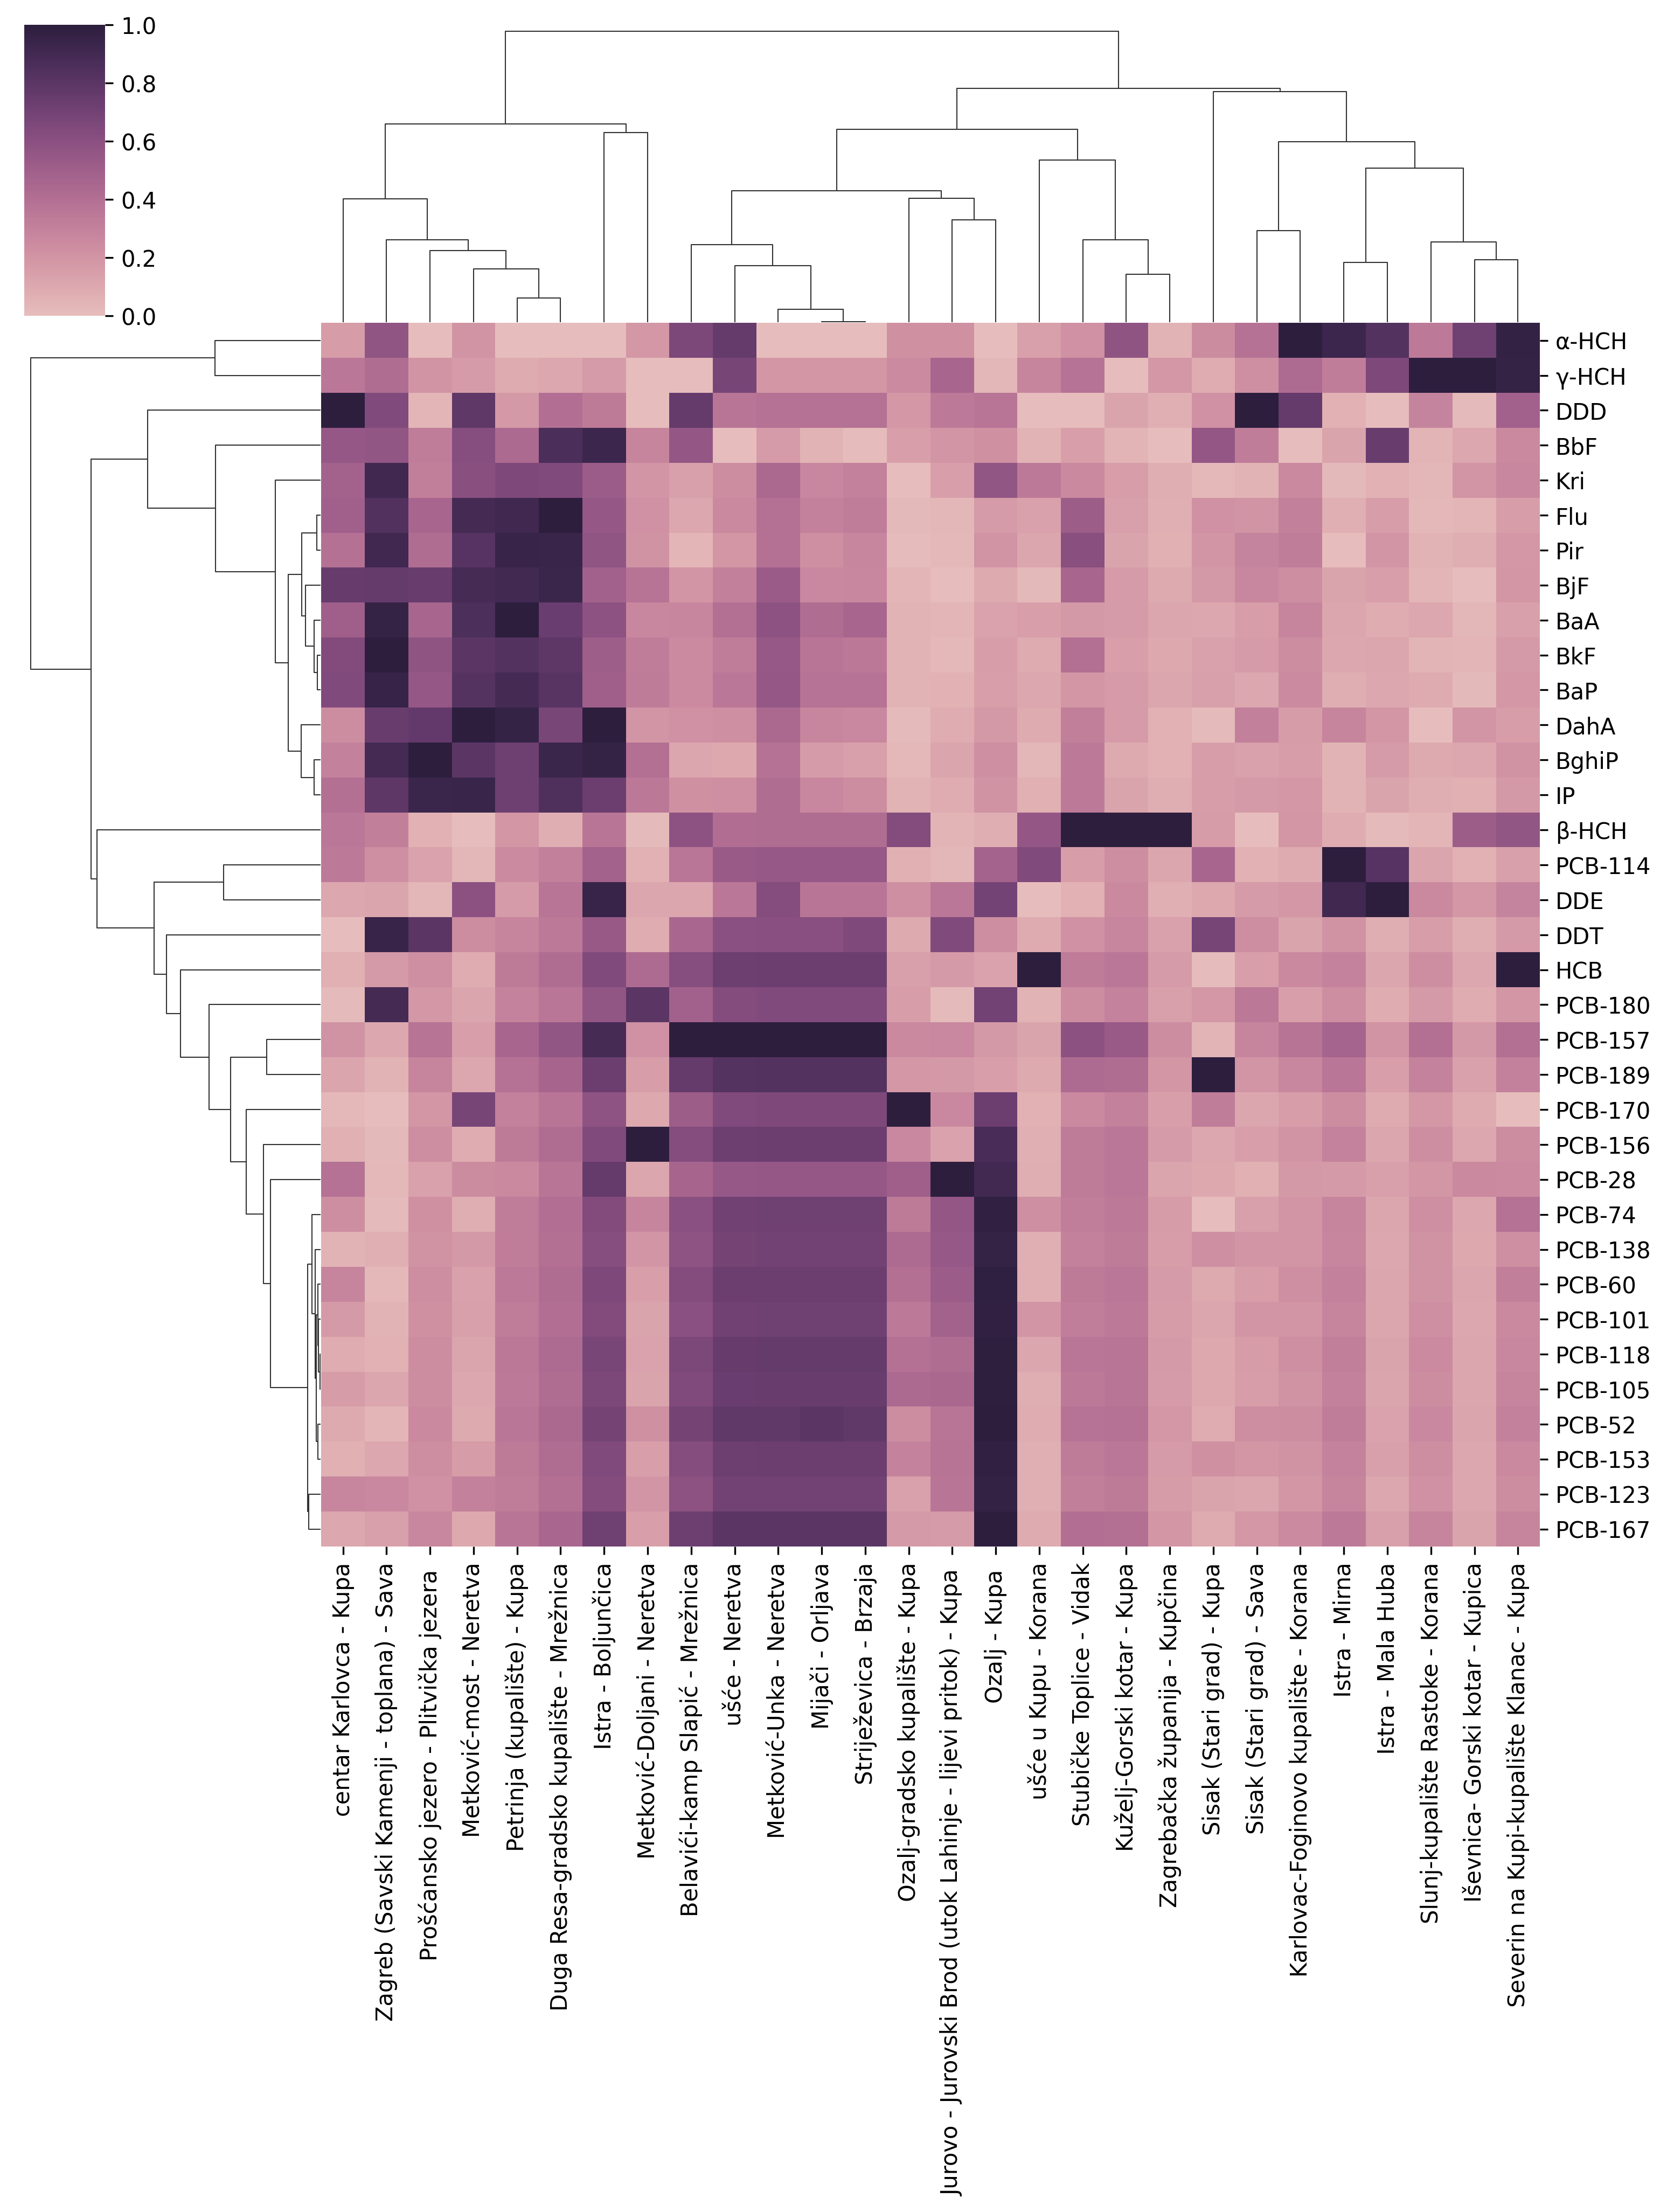 1.0
0.8
0.6
0.4
0.2
0.0
α-HCH
γ-HCH
DDD
BbF
Kri
Flu
Pir
BjF
BaA
BkF
BaP
DahA
BghiP
IP
β-HCH
PCB-114
DDE
DDT
HCB
PCB-180
PCB-157
PCB-189
PCB-170
PCB-156
PCB-28
PCB-74
PCB-138
PCB-60
PCB-101
PCB-118
PCB-105
PCB-52
PCB-153
PCB-123
PCB-167
centar Karlovca - Kupa
Zagreb (Savski Kamenji - toplana) - Sava
Prošćansko jezero - Plitvička jezera
Metković-most - Neretva
Petrinja (kupalište) - Kupa
Duga Resa-gradsko kupalište - Mrežnica
Istra - Boljunčica
Metković-Doljani - Neretva
Belavići-kamp Slapić - Mrežnica
ušće - Neretva
Metković-Unka - Neretva
Mijači - Orljava
Striježevica - Brzaja
Ozalj-gradsko kupalište - Kupa
Jurovo - Jurovski Brod (utok Lahinje - lijevi pritok) - Kupa
Ozalj - Kupa
ušće u Kupu - Korana
Stubičke Toplice - Vidak
Kuželj-Gorski kotar - Kupa
Zagrebačka županija - Kupčina
Sisak (Stari grad) - Kupa
Sisak (Stari grad) - Sava
Karlovac-Foginovo kupalište - Korana
Istra - Mirna
Istra - Mala Huba
Slunj-kupalište Rastoke - Korana
Iševnica- Gorski kotar - Kupica
Severin na Kupi-kupalište Klanac - Kupa